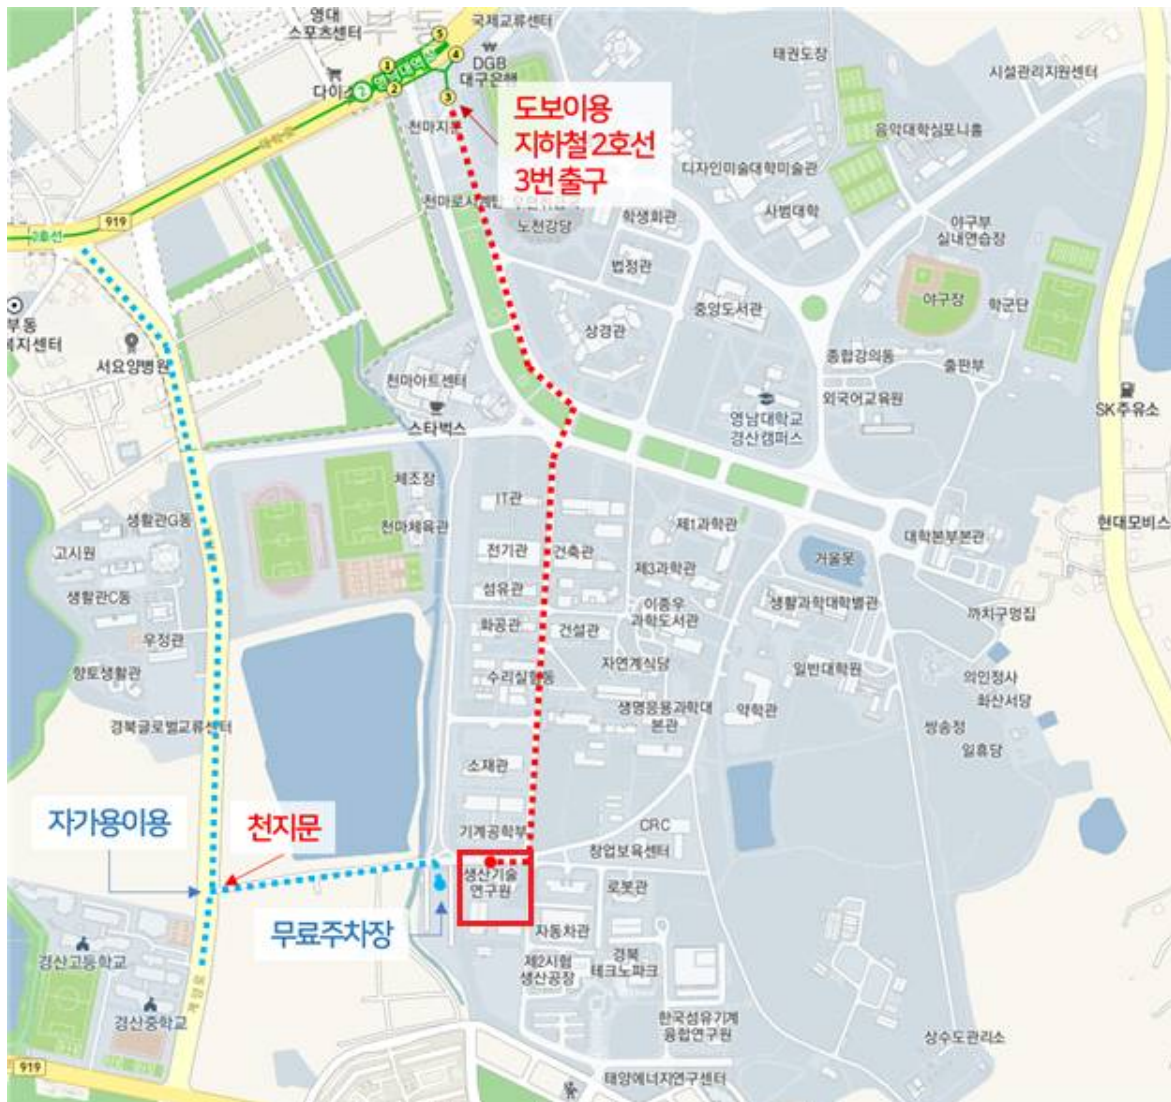 영대
스포츠센터
국제교류센터
5
4
1
2
3
2
영남대역
DGB
대구은행
다이소
태권도장
시설관리지원센터
도보이용
지하철 2호선
3번 출구
음악대학심포니홀
디자인미술대학미술관
사범대학
학생회관
노천강당
919
2호선
야구부
실내연습장
법정관
중앙도서관
야구장
학군단
상경관
종합강의동
출판부
서요양병원
천마아트센터
스타벅스
외국어교육원
영남대학교
경산캠퍼스
SK주유소
체조장
천마체육관
IT관
제1과학관
현대모비스
생활관G동
고시원
전기관
건축관
대학본부본관
거울못
제3과학관
섬유관
생활관C동
이종우
과학도서관
생활과학대학별관
까치구멍집
화공관
건설관
우정관
자연계식당
일반대학원
향토생활관
수리실험동
의인정사
화산서당
생명응용과학대
본관
약학관
쌍송정
일휴당
경북글로벌교류센터
소재관
자가용이용
천지문
기계공학부
CRC
창업보육센터
생산기술
연구원
로봇관
무료주차장
자동차관
경산고등학교
제2시험
생산공장
경북
테크노파크
계양로
경산중학교
한국섬유기계
융합연구원
상수도관리소
919
태양에너지연구센터